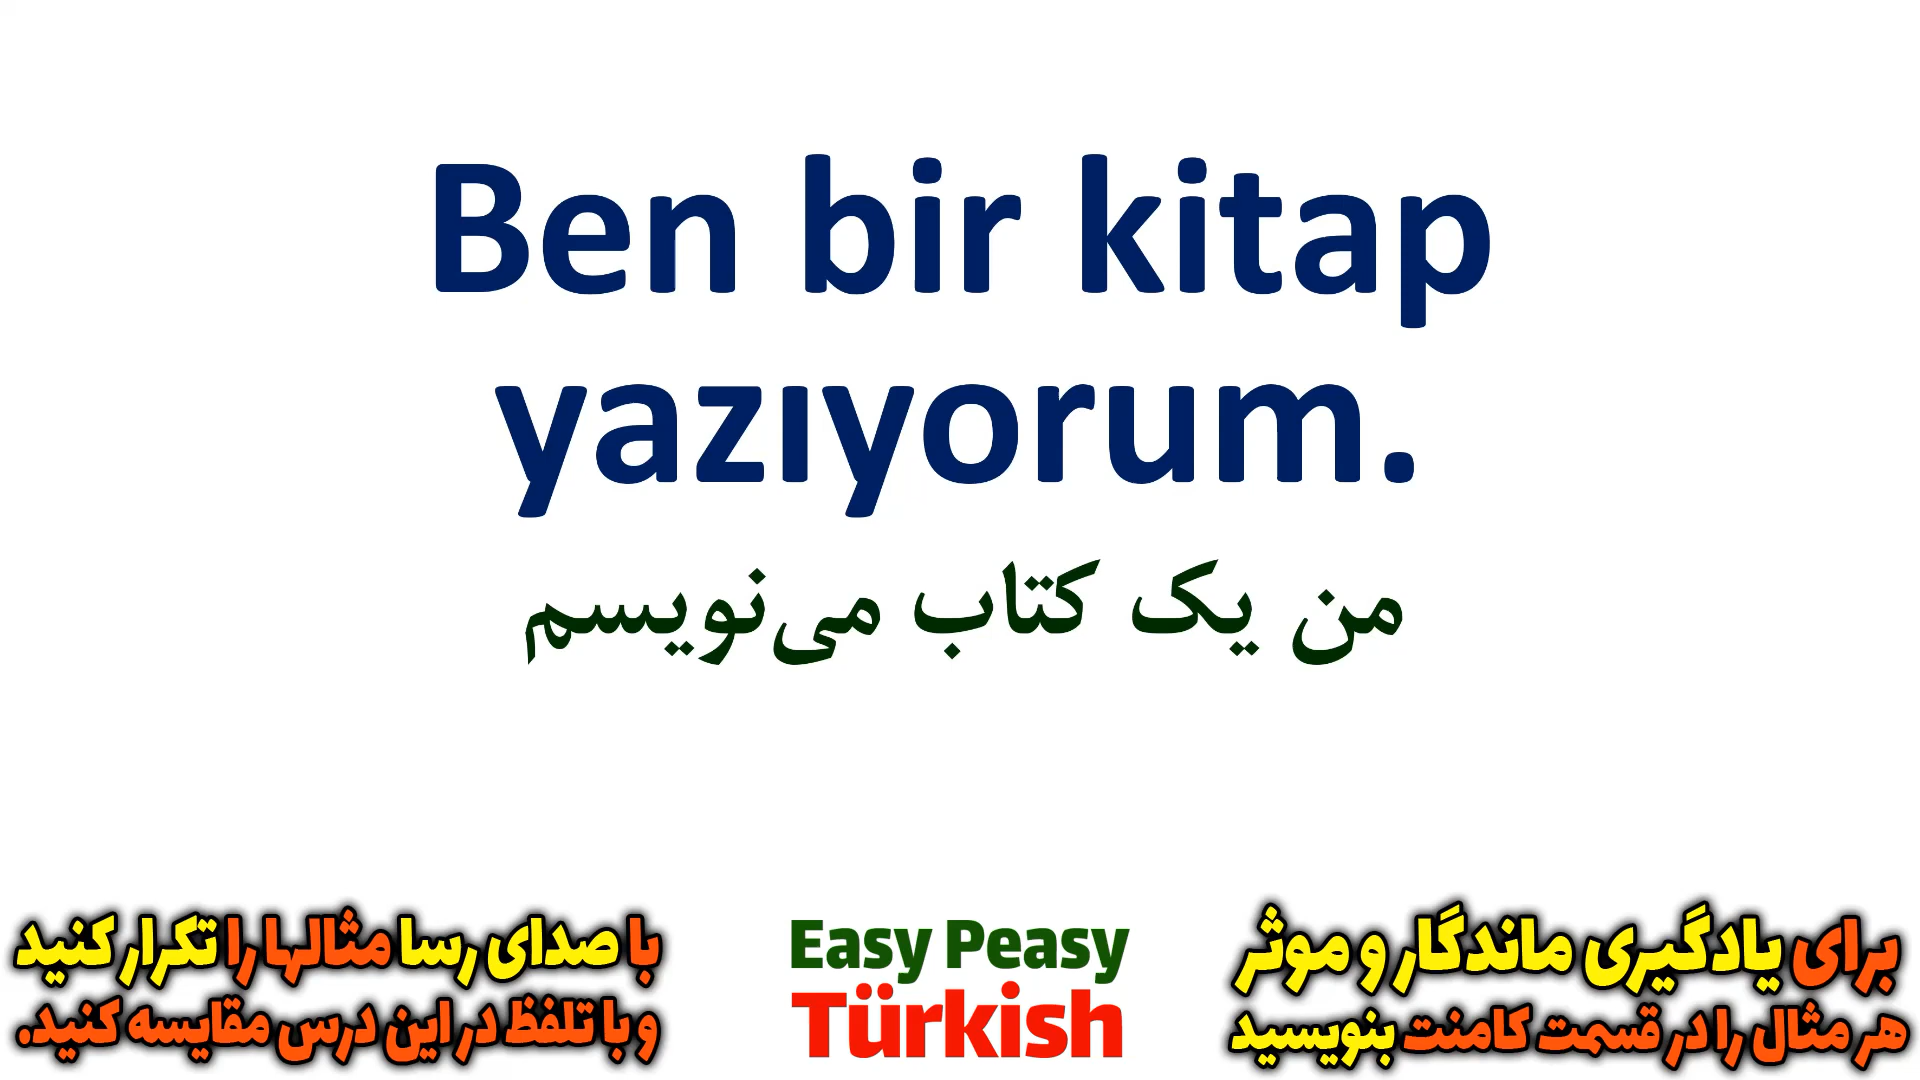 Ben bir kitap
yazıyorum.
من یک کتاب می‌نویسم
با صدای رسا مثالها را تکرار کنید
و با تلفظ در این درس مقایسه کنید.
Easy Peasy
Türkish
برای یادگیری ماندگار و موثر
هر مثال را در قسمت کامنت بنویسید